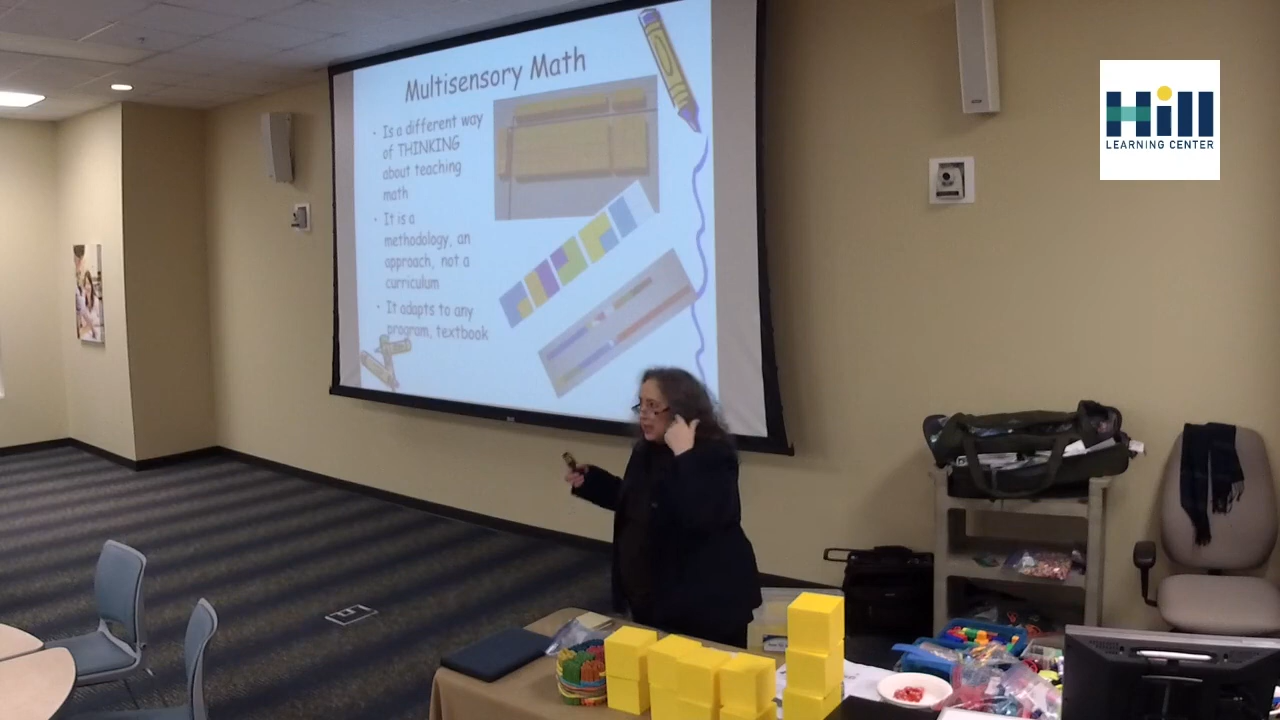 Multisensory Math
• Is a different way
of THINKING
about teaching
math
• It is a
methodology, an
approach, not a
curriculum
• It adapts to any
program, textbook
Hill
LEARNING CENTER